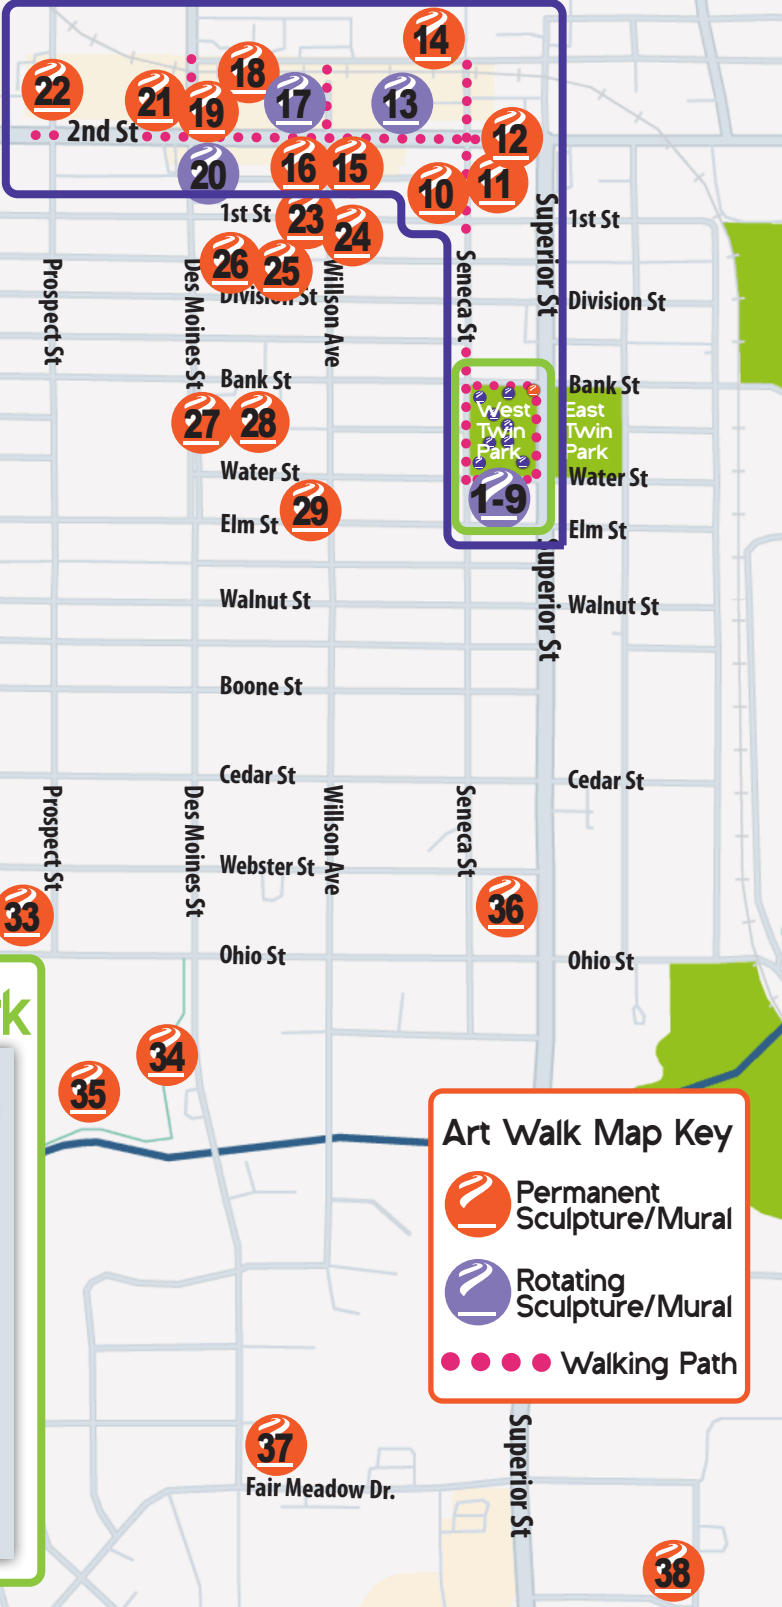 14
18
22
21
19
17
13
2nd St
12
20
16
15
10
11
1st St
23
24
Superior St
1st St
26
25
Division St
Prospect St
Des Moines St
Willson Ave
Seneca St
Division St
Bank St
Bank St
27
28
West
Twin
Park
East
Twin
Park
Water St
Water St
1-9
29
Elm St
Elm St
Superior St
Walnut St
Walnut St
Boone St
Cedar St
Cedar St
Prospect St
Des Moines St
Willson Ave
Seneca St
Webster St
33
36
Ohio St
Ohio St
k
34
35
Art Walk Map Key
Permanent
Sculpture/Mural
Rotating
Sculpture/Mural
Walking Path
37
Superior St
Fair Meadow Dr.
38